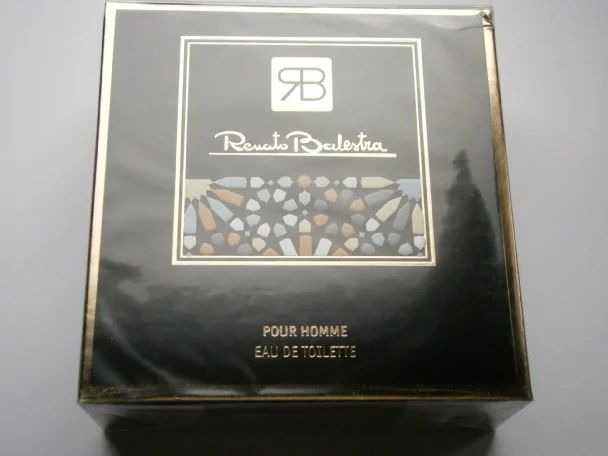 RB
Renato Balestra
POUR HOMME
EAU DE TOILETTE